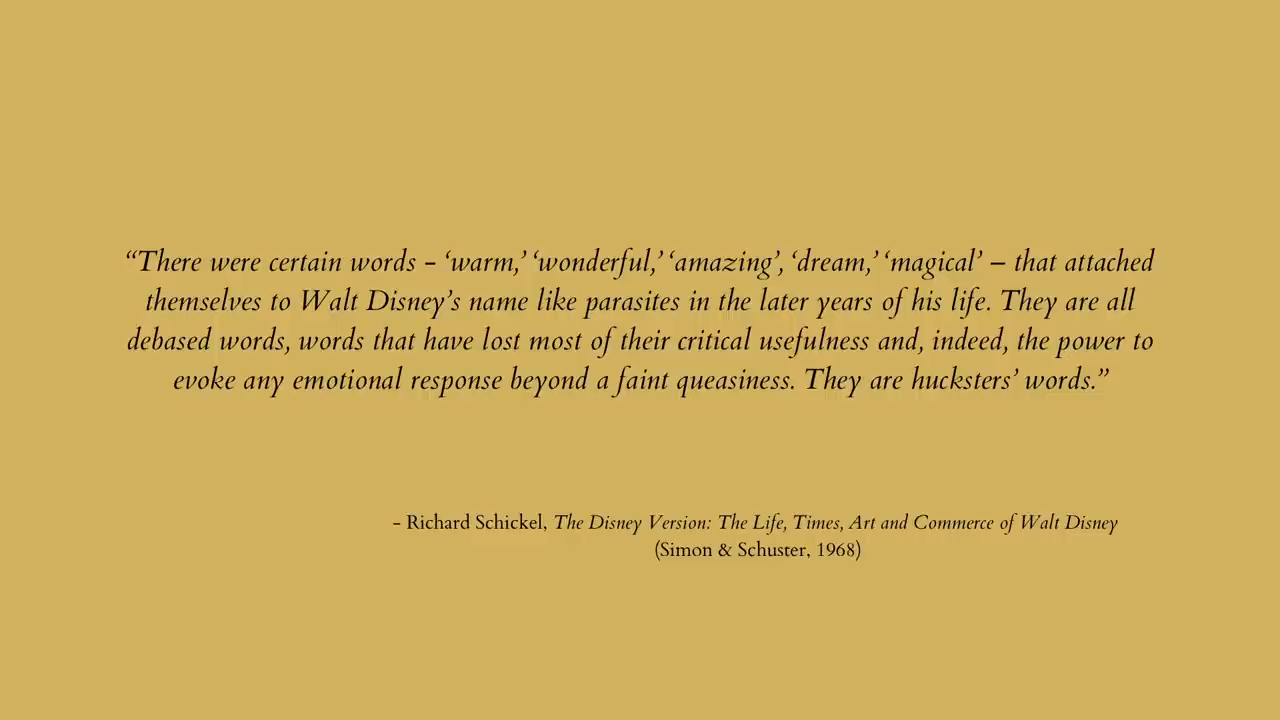 “There were certain words - ‘warm,’ ‘wonderful,’ ‘amazing’, ‘dream,’ ‘magical’ – that attached
themselves to Walt Disney’s name like parasites in the later years of his life. They are all
debased words, words that have lost most of their critical usefulness and, indeed, the power to
evoke any emotional response beyond a faint queasiness. They are hucksters’ words.”
- Richard Schickel, The Disney Version: The Life, Times, Art and Commerce of Walt Disney
(Simon & Schuster, 1968)